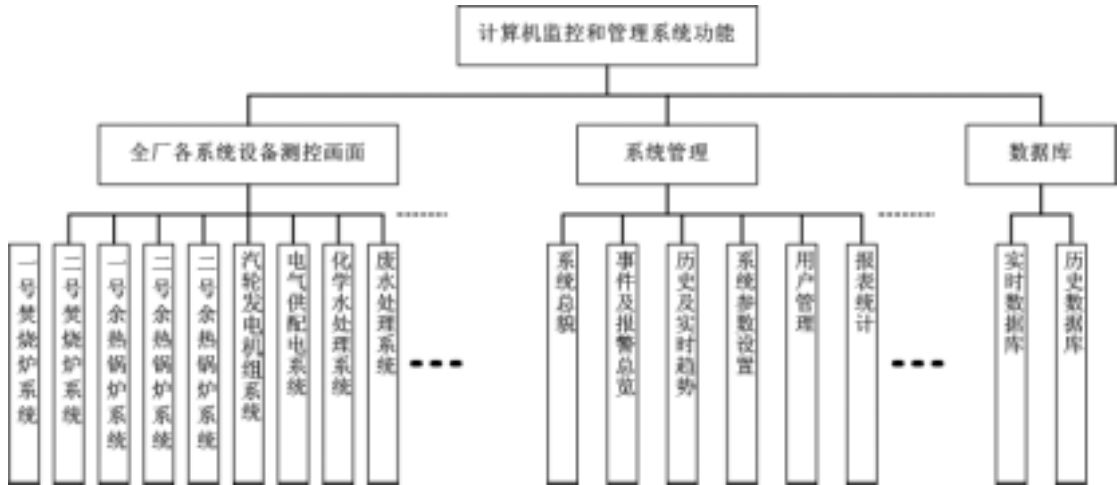 计算机监控和管理系统功能
全厂各系统设备测控画面
系统管理
数据库
一号焚烧炉系统
二号焚烧炉系统
一号余热锅炉系统
二号余热锅炉系统
二号余热锅炉系统
汽轮发电机组系统
电气供配电系统
化学水处理系统
废水处理系统
系统总貌
事件及报警总览
历史及实时趋势
系统参数设置
用户管理
报表统计
实时数据库
历史数据库